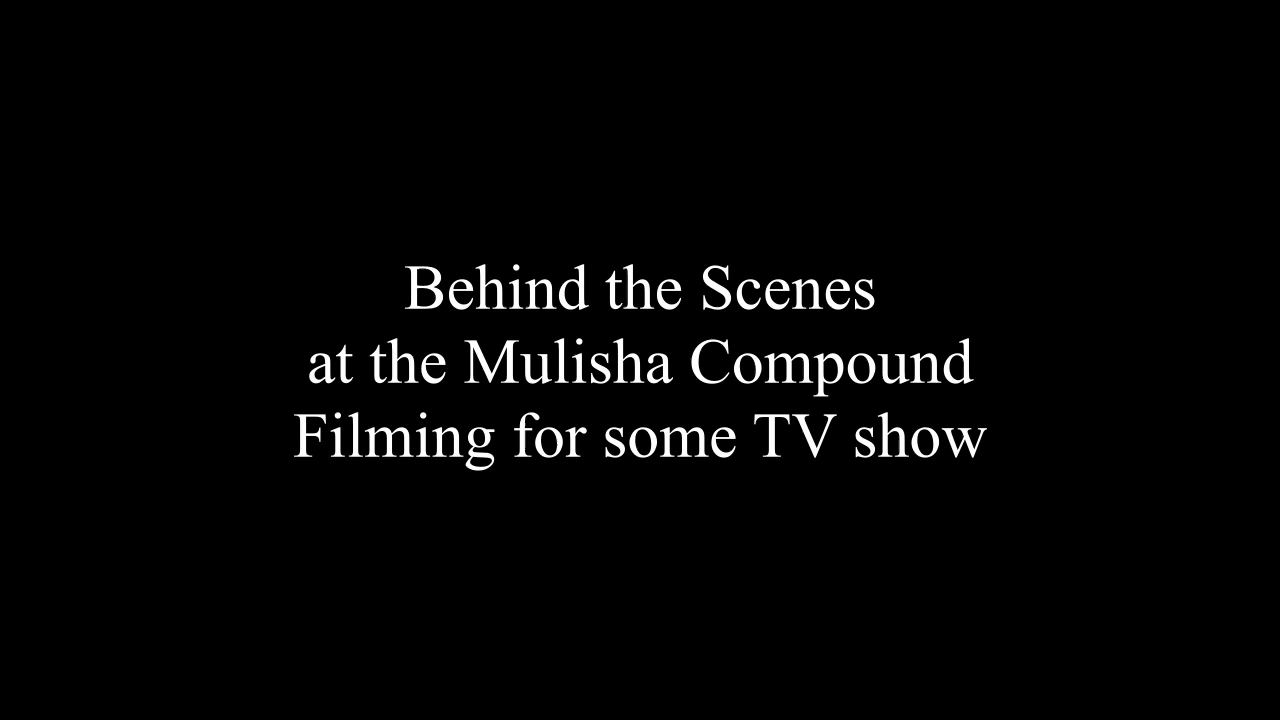 Behind the Scenes
at the Mulisha Compound
Filming for some TV show